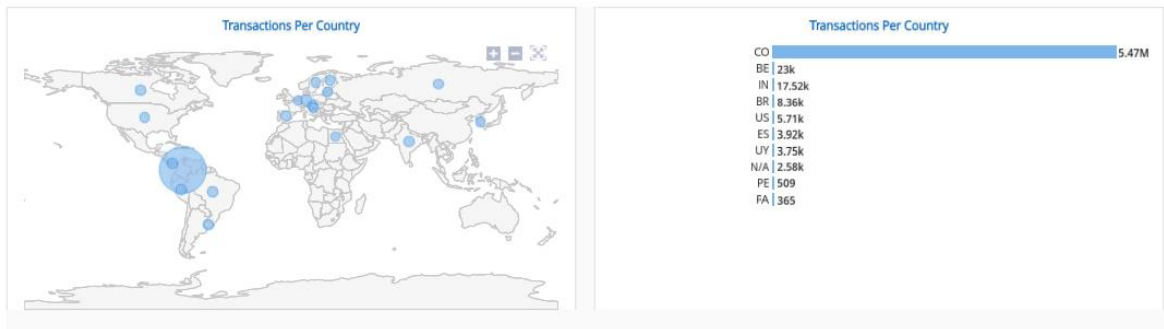 Transactions Per Country
Transactions Per Country
CO 5.47M
BE 23k
IN 17.52k
BR 8.36k
US 5.71k
ES 3.92k
UY 3.75k
N/A 2.58k
PE 509
FA 365